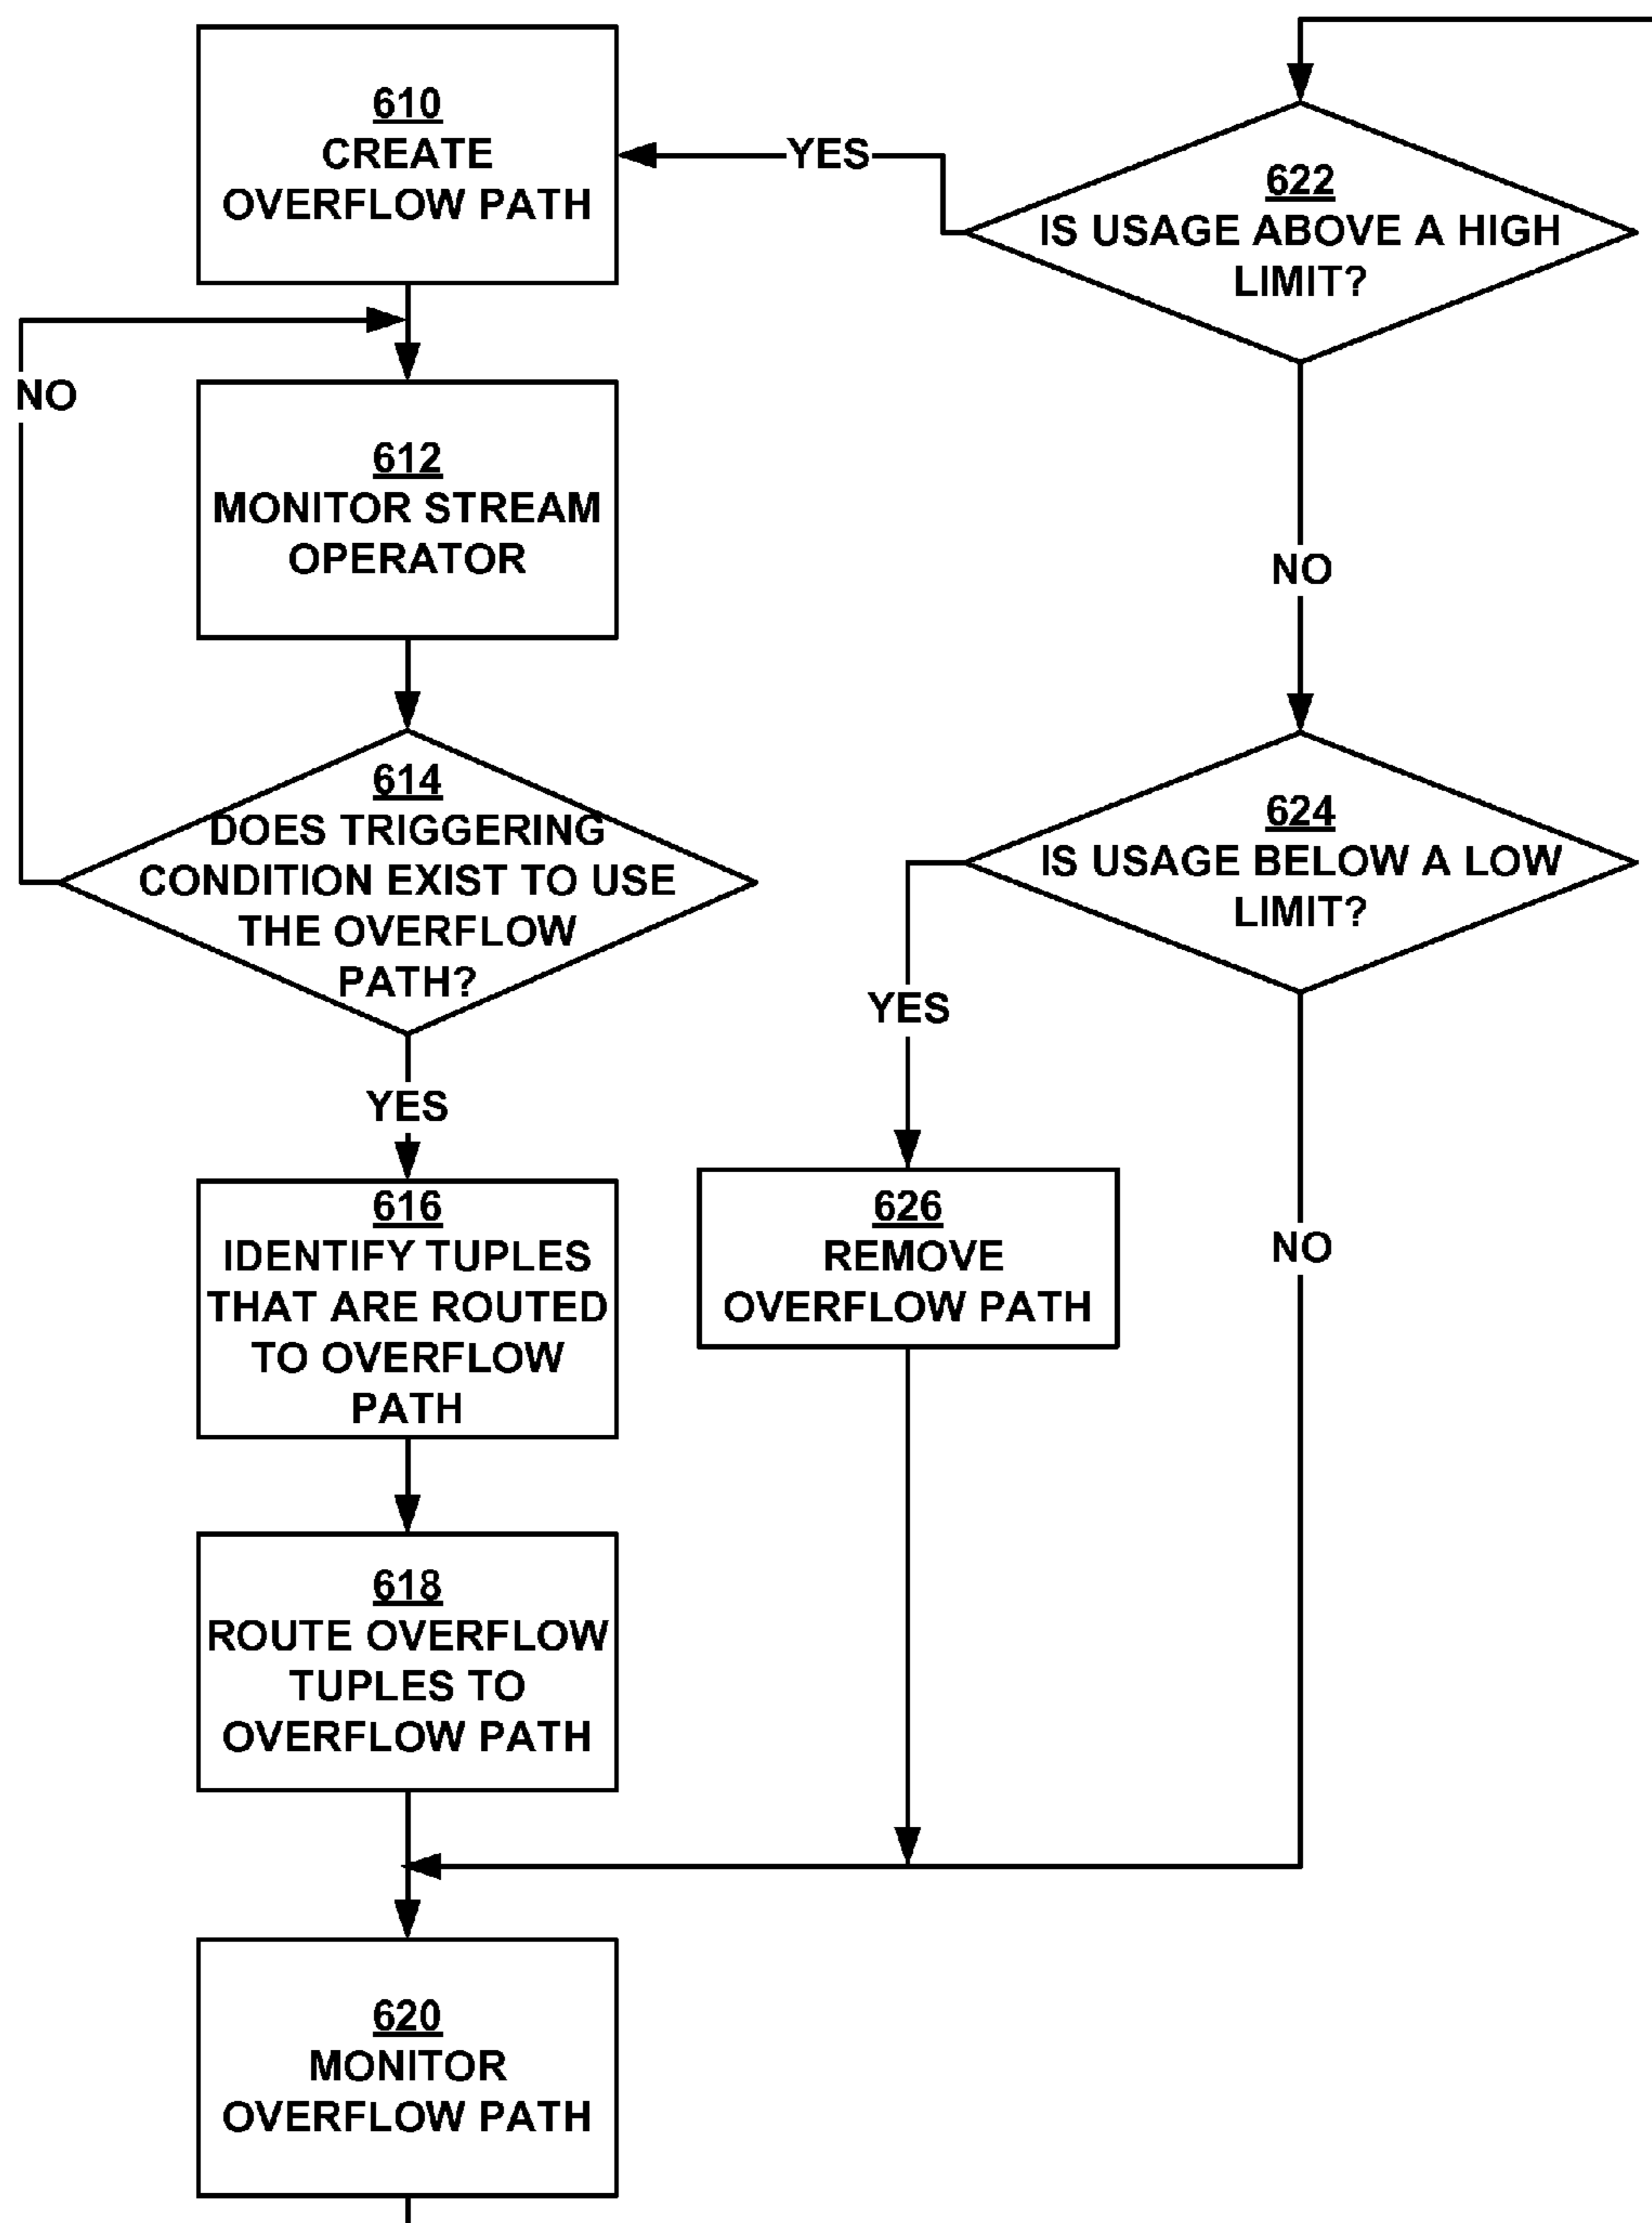 610
CREATE
OVERFLOW PATH
YES
622
IS USAGE ABOVE A HIGH
LIMIT?
NO
612
MONITOR STREAM
OPERATOR
NO
614
DOES TRIGGERING
CONDITION EXIST TO USE
THE OVERFLOW
PATH?
624
IS USAGE BELOW A LOW
LIMIT?
YES
YES
616
IDENTIFY TUPLES
THAT ARE ROUTED
TO OVERFLOW
PATH
626
REMOVE
OVERFLOW PATH
NO
618
ROUTE OVERFLOW
TUPLES TO
OVERFLOW PATH
620
MONITOR
OVERFLOW PATH